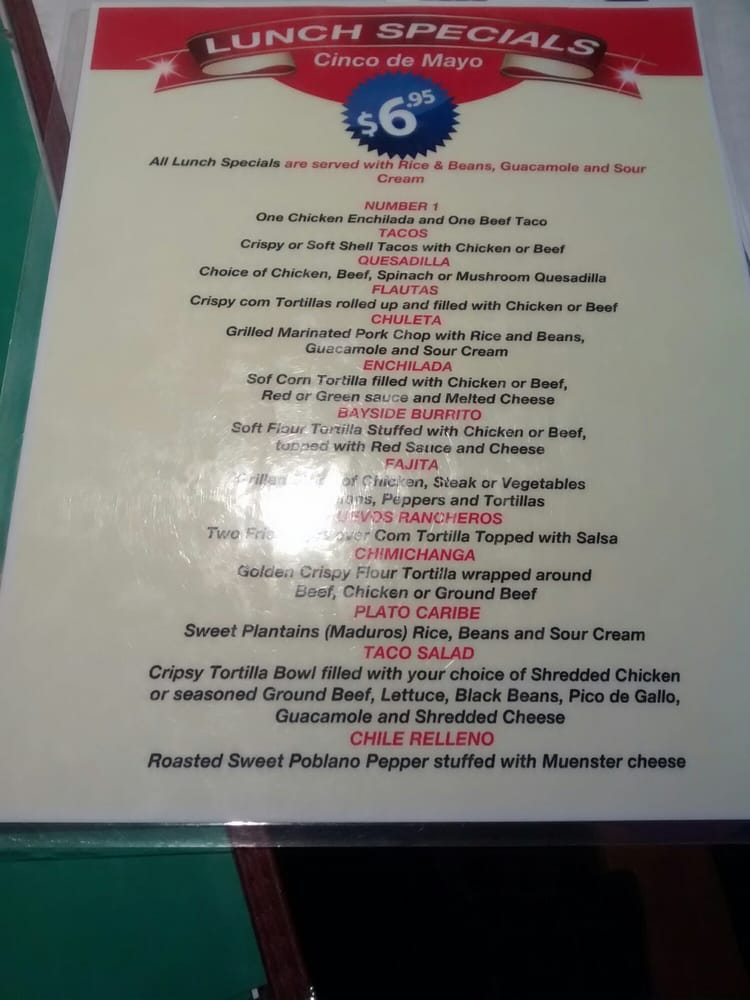 LUNCH SPECIALS
Cinco de Mayo
$6.95
All Lunch Specials are served with Rice & Beans, Guacamole and Sour
Cream
NUMBER 1
One Chicken Enchilada and One Beef Taco
TACOS
Crispy or Soft Shell Tacos with Chicken or Beef
QUESADILLA
Choice of Chicken, Beef, Spinach or Mushroom Quesadilla
FLAUTAS
Crispy com Tortillas rolled up and filled with Chicken or Beef
CHULETA
Grilled Marinated Pork Chop with Rice and Beans,
Guacamole and Sour Cream
ENCHILADA
Sof Corn Tortilla filled with Chicken or Beef,
Red or Green sauce and Melted Cheese
BAYSIDE BURRITO
Soft Flour Tortilla Stuffed with Chicken or Beef,
topped with Red Sauce and Cheese
FAJITA
of Chicken, Steak or Vegetables
Peppers and Tortillas
RANCHEROS
Two over Com Tortilla Topped with Salsa
CHIMICHANGA
Golden Crispy Flour Tortilla wrapped around
Beef, Chicken or Ground Beef
PLATO CARIBE
Sweet Plantains (Maduros) Rice, Beans and Sour Cream
TACO SALAD
Cripsy Tortilla Bowl filled with your choice of Shredded Chicken
or seasoned Ground Beef, Lettuce, Black Beans, Pico de Gallo,
Guacamole and Shredded Cheese
CHILE RELLENO
Roasted Sweet Poblano Pepper stuffed with Muenster cheese